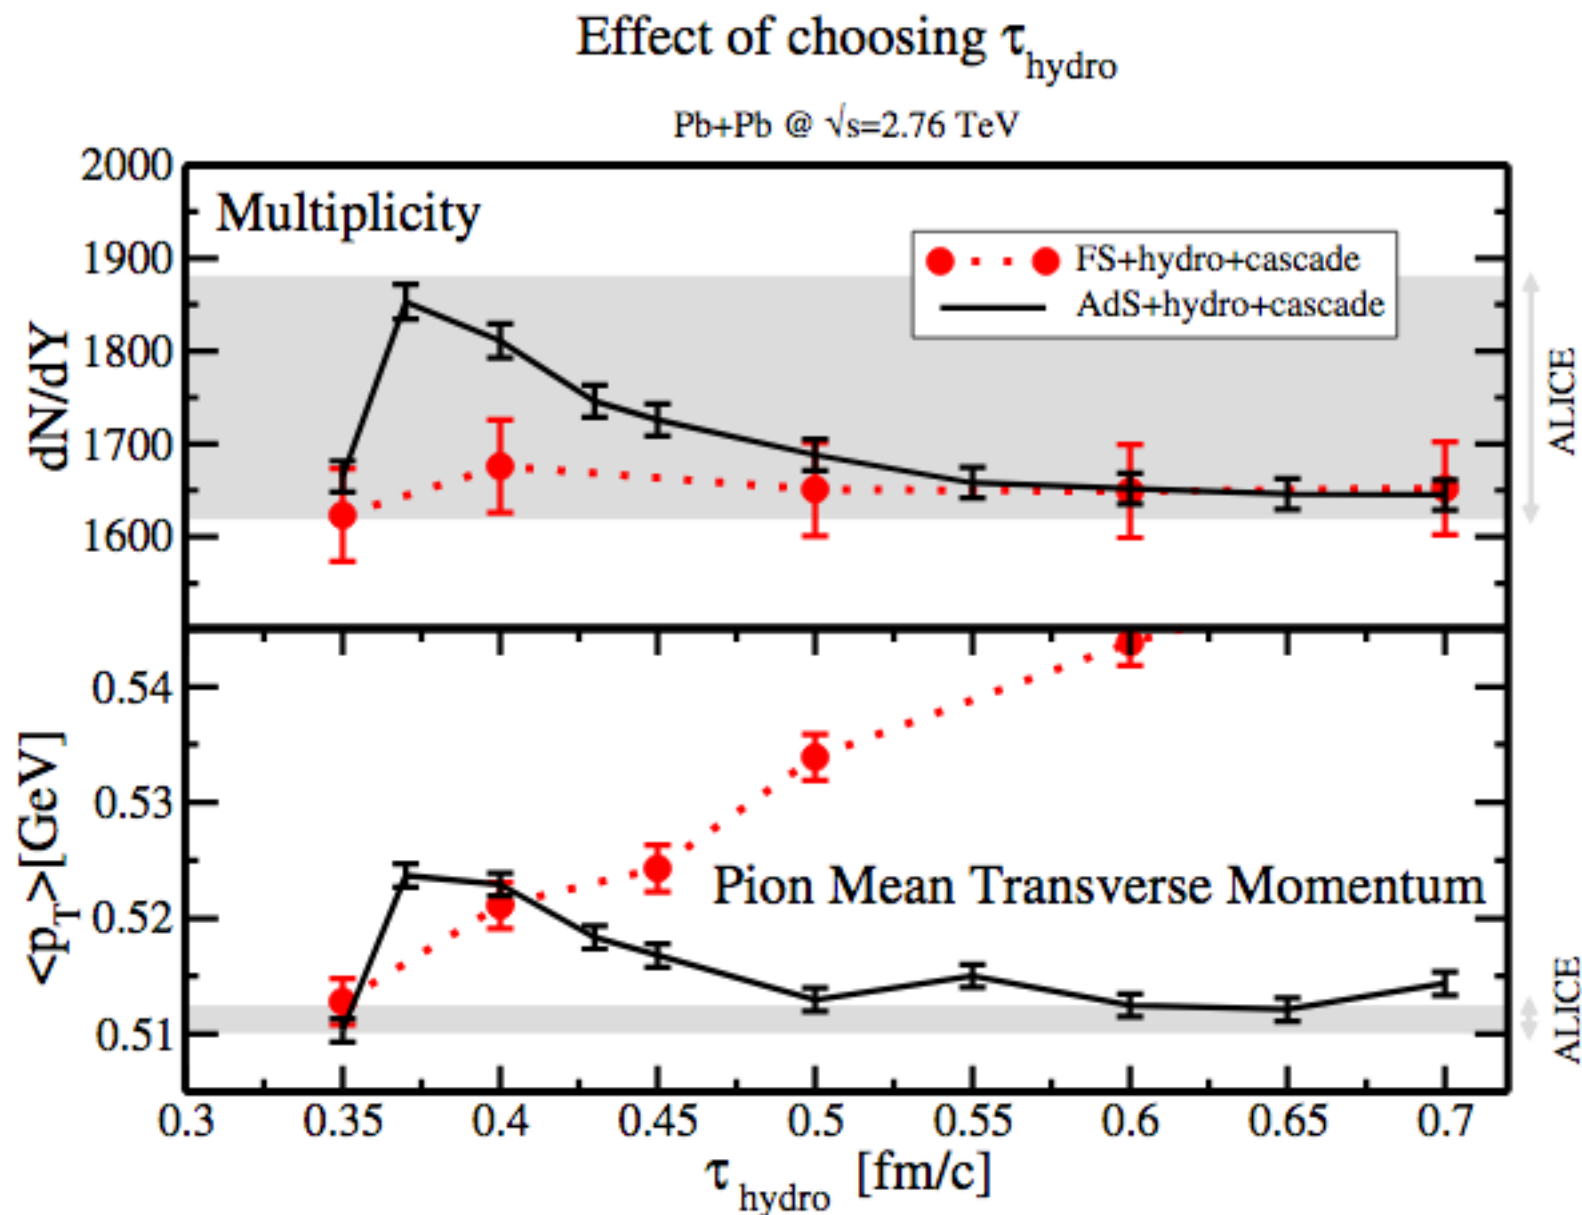 Effect of choosing τhydro
Pb+Pb @ √s=2.76 TeV
Multiplicity
FS+hydro+cascade
AdS+hydro+cascade
dN/dY
2000
1900
1800
1700
1600
ALICE
<pT>[GeV]
0.54
0.53
0.52
0.51
Pion Mean Transverse Momentum
ALICE
0.3 0.35 0.4 0.45 0.5 0.55 0.6 0.65 0.7
τhydro [fm/c]